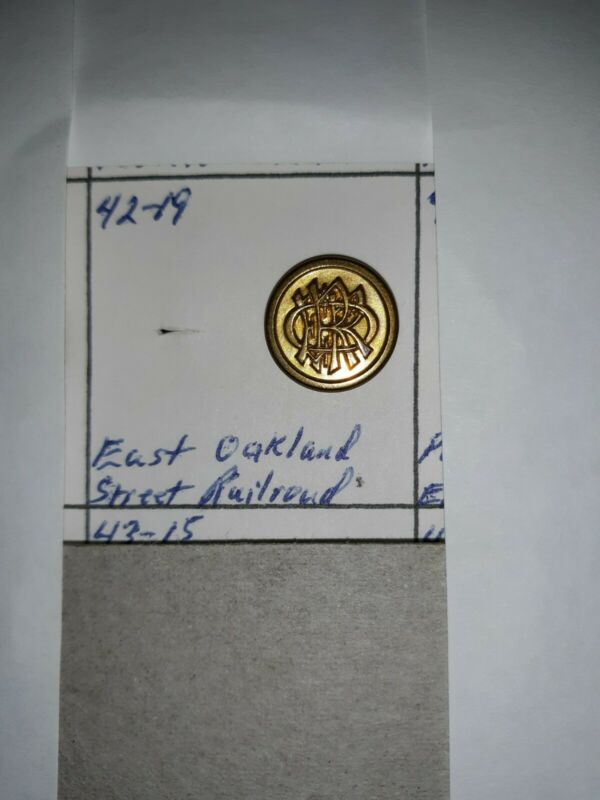 42-19
East Oakland
Street Railroad
43-15